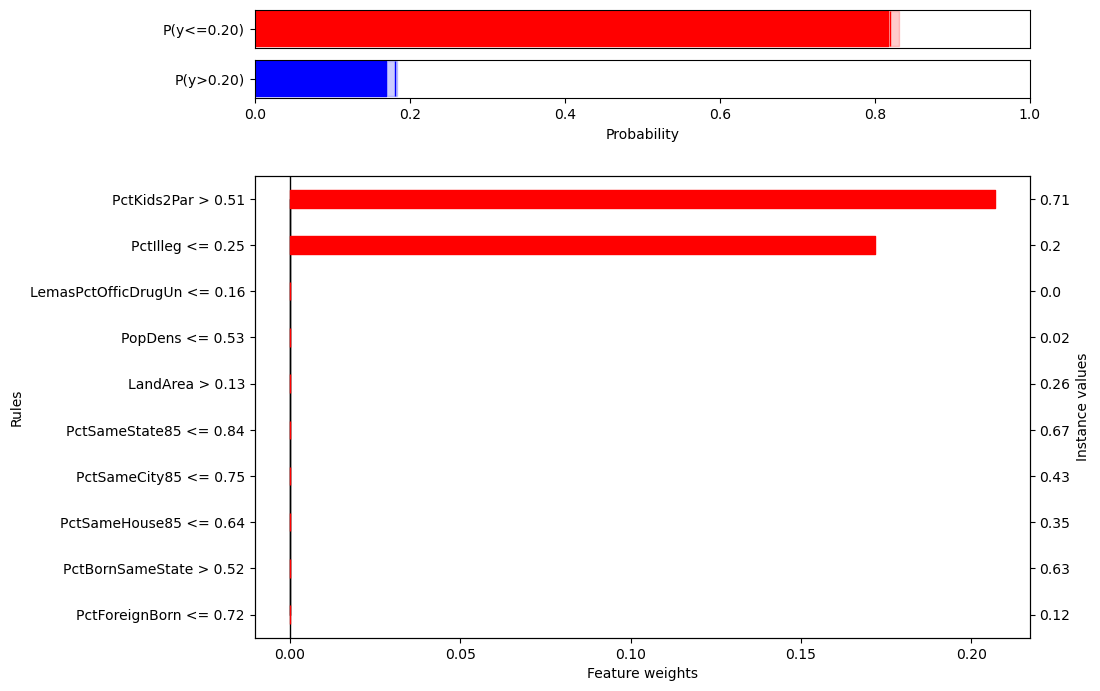 P(y<=0.20)
P(y>0.20)
0.0 0.2 0.4 0.6 0.8 1.0
Probability
PctKids2Par > 0.51 0.71
PctIlleg <= 0.25 0.2
LemasPctOfficDrugUn <= 0.16 0.0
PopDens <= 0.53 0.02
LandArea > 0.13 0.26
PctSameState85 <= 0.84 0.67
PctSameCity85 <= 0.75 0.43
PctSameHouse85 <= 0.64 0.35
PctBornSameState > 0.52 0.63
PctForeignBorn <= 0.72 0.12
Rules
Instance values
0.00 0.05 0.10 0.15 0.20
Feature weights